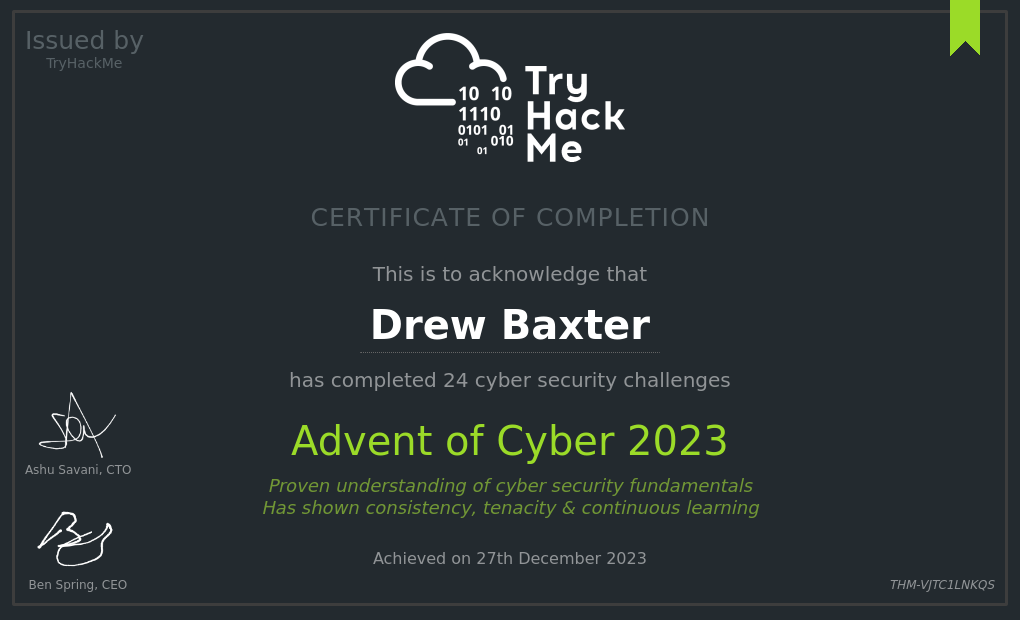 Issued by
TryHackMe
10 10
1110
0101 01
01 010
01
Try
Hack
Me
CERTIFICATE OF COMPLETION
This is to acknowledge that
Drew Baxter
has completed 24 cyber security challenges
Advent of Cyber 2023
Proven understanding of cyber security fundamentals
Has shown consistency, tenacity & continuous learning
Achieved on 27th December 2023
Ashu Savani, CTO
Ben Spring, CEO
THM-VJTC1LNKQS